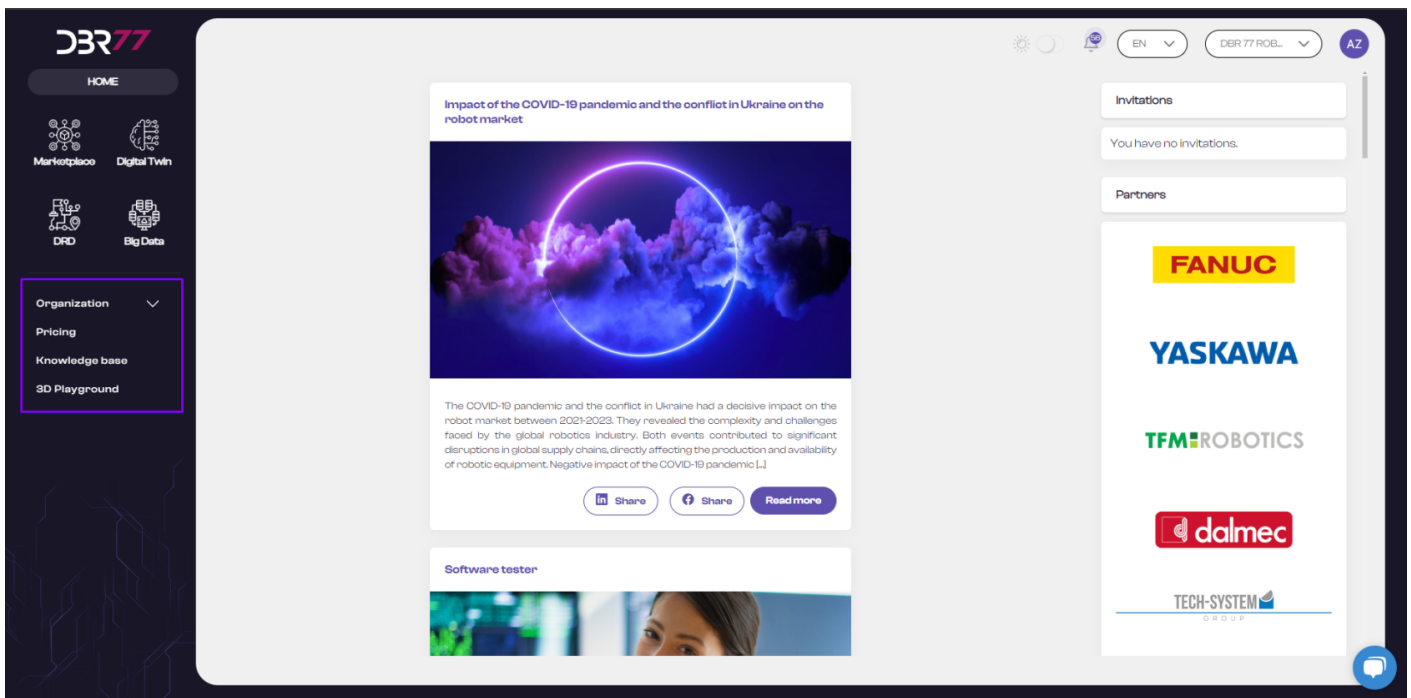 DBR77
HOME
Marketplace
Digital Twin
DRD
Big Data
Organization
Pricing
Knowledge base
3D Playground
56
EN
DBR 77 ROB...
AZ
Impact of the COVID-19 pandemic and the conflict in Ukraine on the
robot market
The COVID-19 pandemic and the conflict in Ukraine had a decisive impact on the
robot market between 2021-2023. They revealed the complexity and challenges
faced by the global robotics industry. Both events contributed to significant
disruptions in global supply chains, directly affecting the production and availability
of robotic equipment. Negative impact of the COVID-19 pandemic [...]
Share
Share
Read more
Software tester
Invitations
You have no invitations.
Partners
FANUC
YASKAWA
TFM ROBOTICS
dalmec
TECH-SYSTEM
GROUP